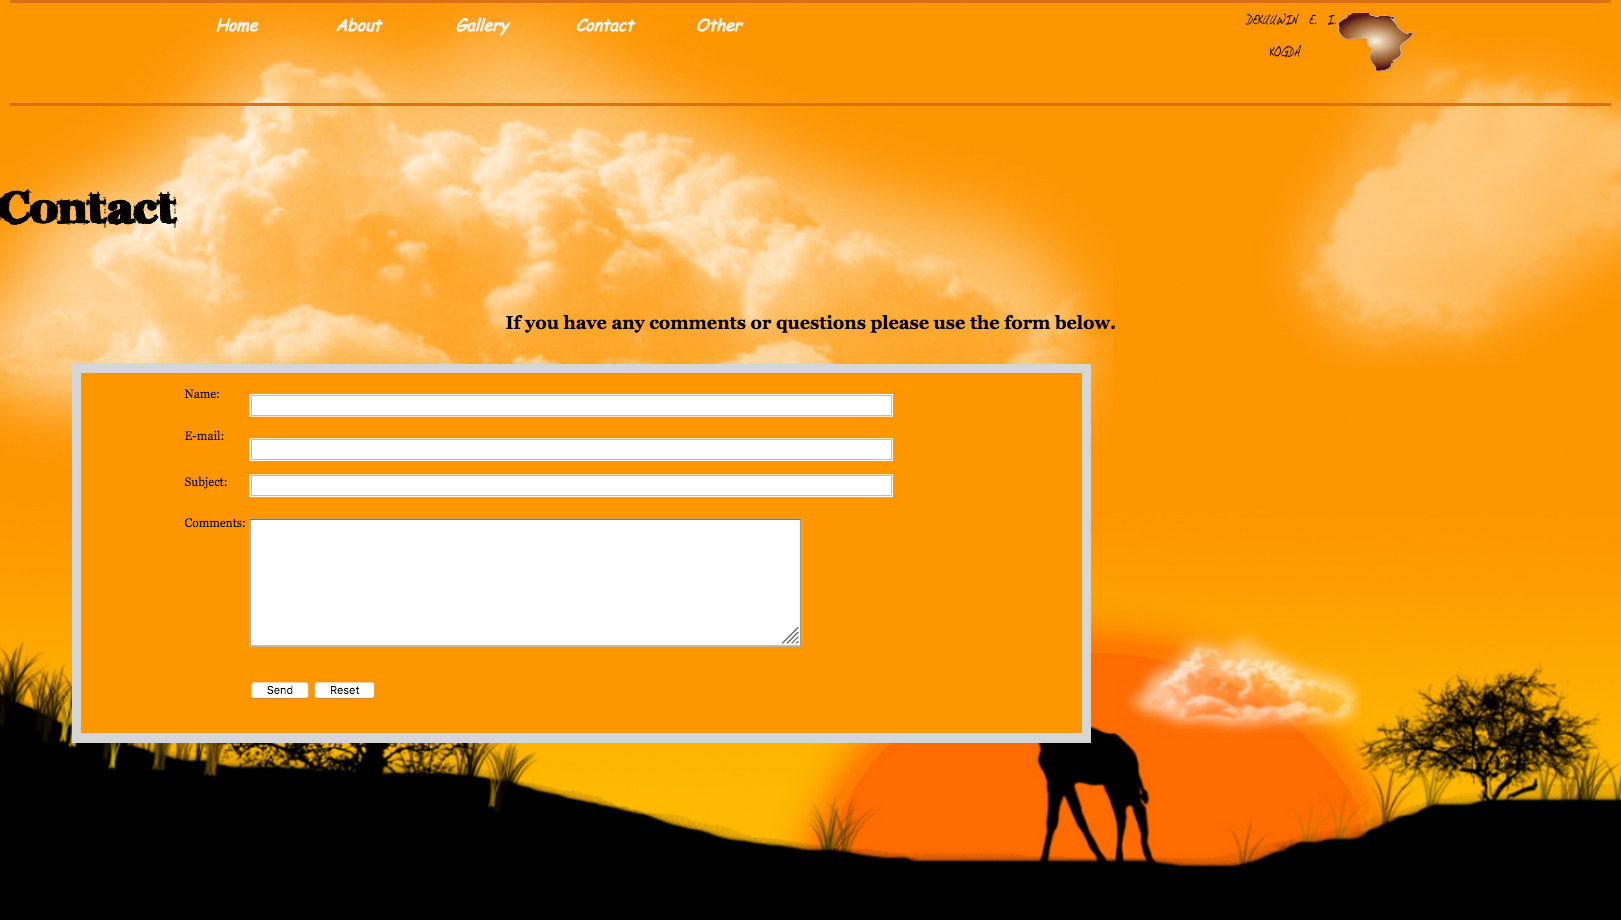 Home About Gallery Contact Other
DEKUUWIN E. I.
KOGDA
Contact
If you have any comments or questions please use the form below.
Name:
E-mail:
Subject:
Comments:
Send Reset